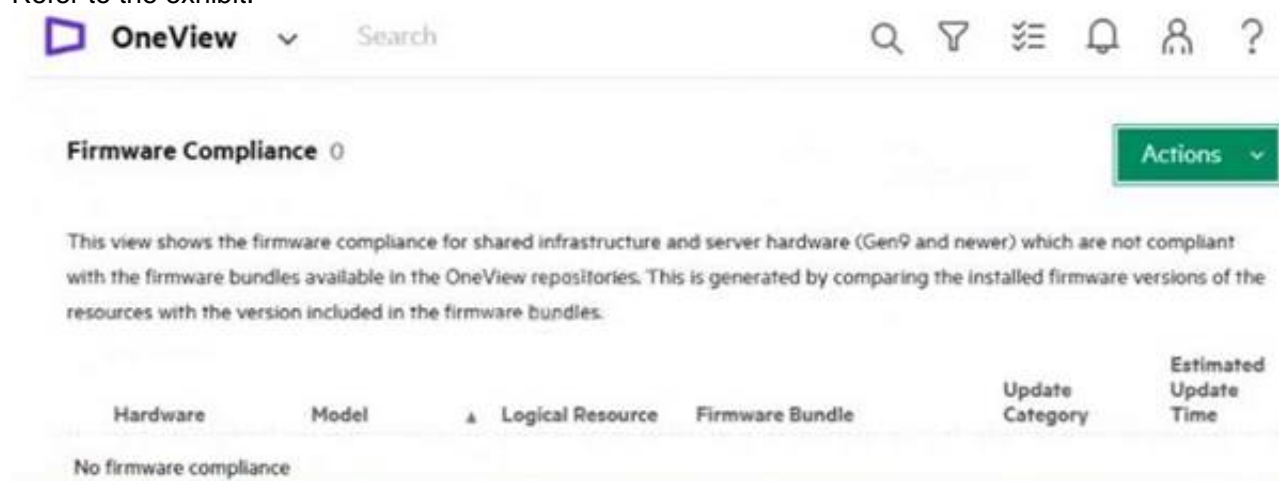 Refer to the exhibit.
OneView Search ?
Firmware Compliance 0
Actions
This view shows the firmware compliance for shared infrastructure and server hardware (Gen9 and newer) which are not compliant
with the firmware bundles available in the OneView repositories. This is generated by comparing the installed firmware versions of the
resources with the version included in the firmware bundles.
Hardware Model Logical Resource Firmware Bundle Update Category Estimated Update Time
No firmware compliance